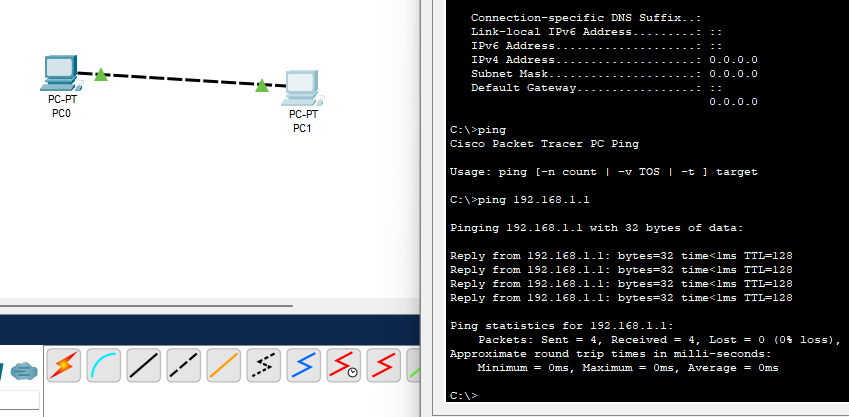 PC-PT
PC0
PC-PT
PC1
Connection-specific DNS Suffix..:
Link-local IPv6 Address.........: ::
IPv6 Address....................: ::
IPv4 Address....................: 0.0.0.0
Subnet Mask.....................: 0.0.0.0
Default Gateway.................: ::
0.0.0.0
C:\>ping
Cisco Packet Tracer PC Ping
Usage: ping [-n count | -v TOS | -t ] target
C:\>ping 192.168.1.1
Pinging 192.168.1.1 with 32 bytes of data:
Reply from 192.168.1.1: bytes=32 time<1ms TTL=128
Reply from 192.168.1.1: bytes=32 time<1ms TTL=128
Reply from 192.168.1.1: bytes=32 time<1ms TTL=128
Reply from 192.168.1.1: bytes=32 time<1ms TTL=128
Ping statistics for 192.168.1.1:
Packets: Sent = 4, Received = 4, Lost = 0 (0% loss),
Approximate round trip times in milli-seconds:
Minimum = 0ms, Maximum = 0ms, Average = 0ms
C:\>